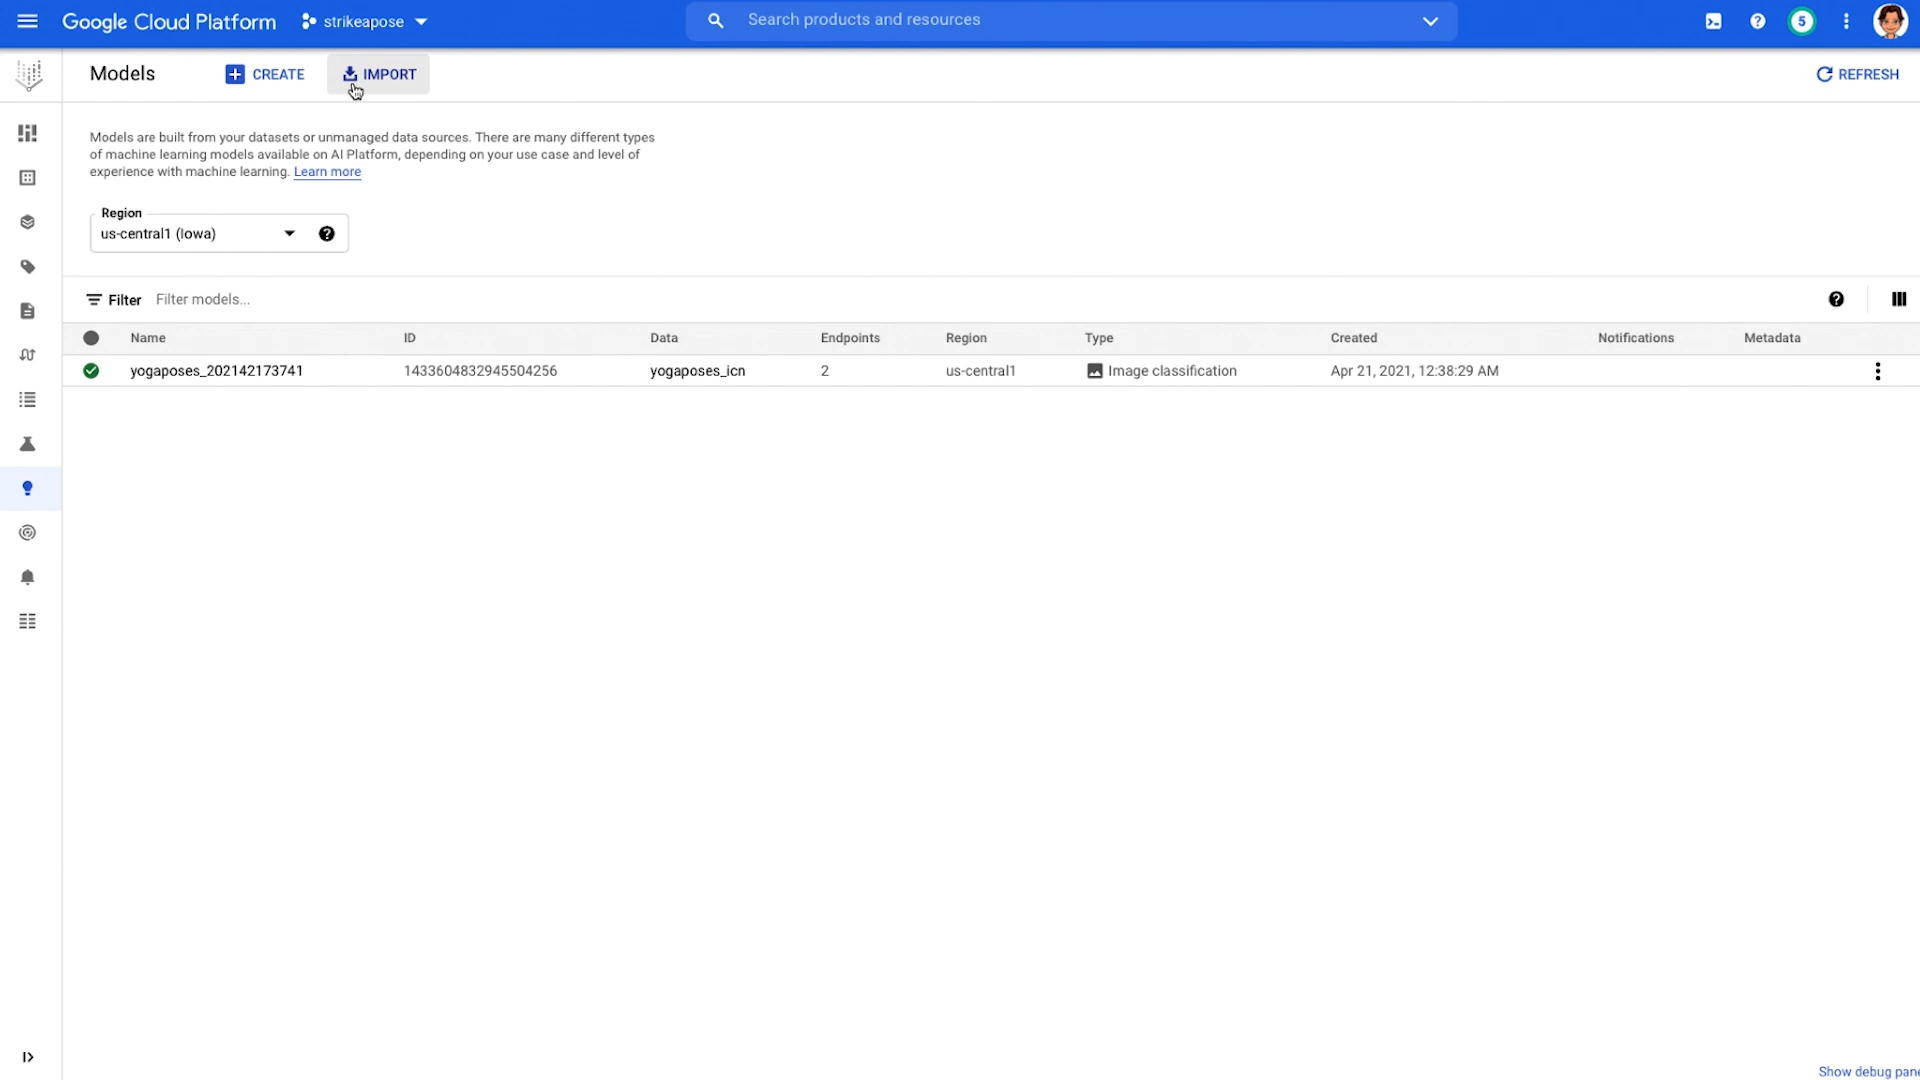 Google Cloud Platform strikeapose Search products and resources 5
Models CREATE IMPORT REFRESH
Models are built from your datasets or unmanaged data sources. There are many different types
of machine learning models available on AI Platform, depending on your use case and level of
experience with machine learning. Learn more
Region
us-central1 (Iowa)
Filter Filter models...
Name ID Data Endpoints Region Type Created Notifications Metadata
yogaposes_202142173741 1433604832945504256 yogaposes_icn 2 us-central1 Image classification Apr 21, 2021, 12:38:29 AM
Show debug pane